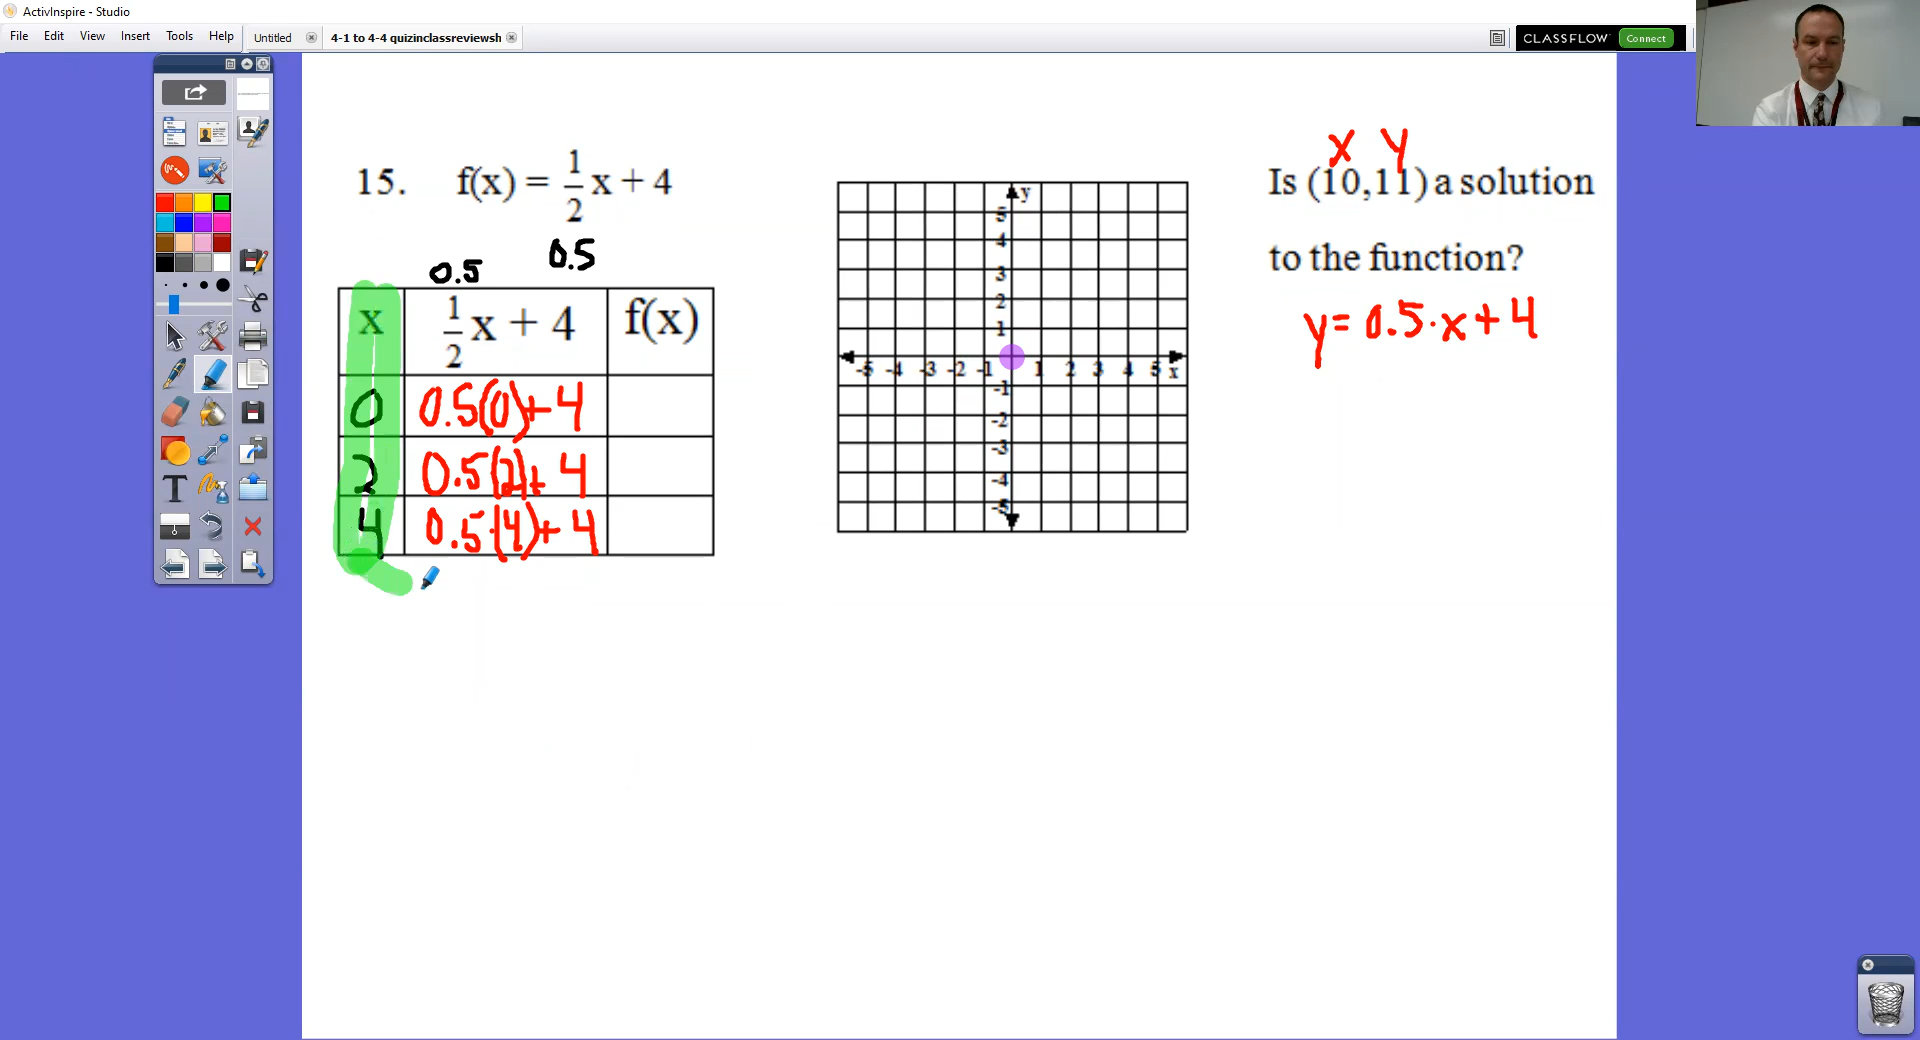 ActivInspire - Studio
File Edit View Insert Tools Help
Untitled
4-1 to 4-4 quizinclassreviewsh
CLASSFLOW Connect
15. f(x) = 1/2 x + 4
0.5
0.5
x 1/2 x + 4 f(x)
0 0.5(0)+4
2 0.5(2)+4
4 0.5(4)+4
y
5
4
3
2
1
-5 -4 -3 -2 -1 1 2 3 4 5 x
-1
-2
-3
-4
-5
X Y
Is (10,11) a solution
to the function?
y=0.5·x+4
T